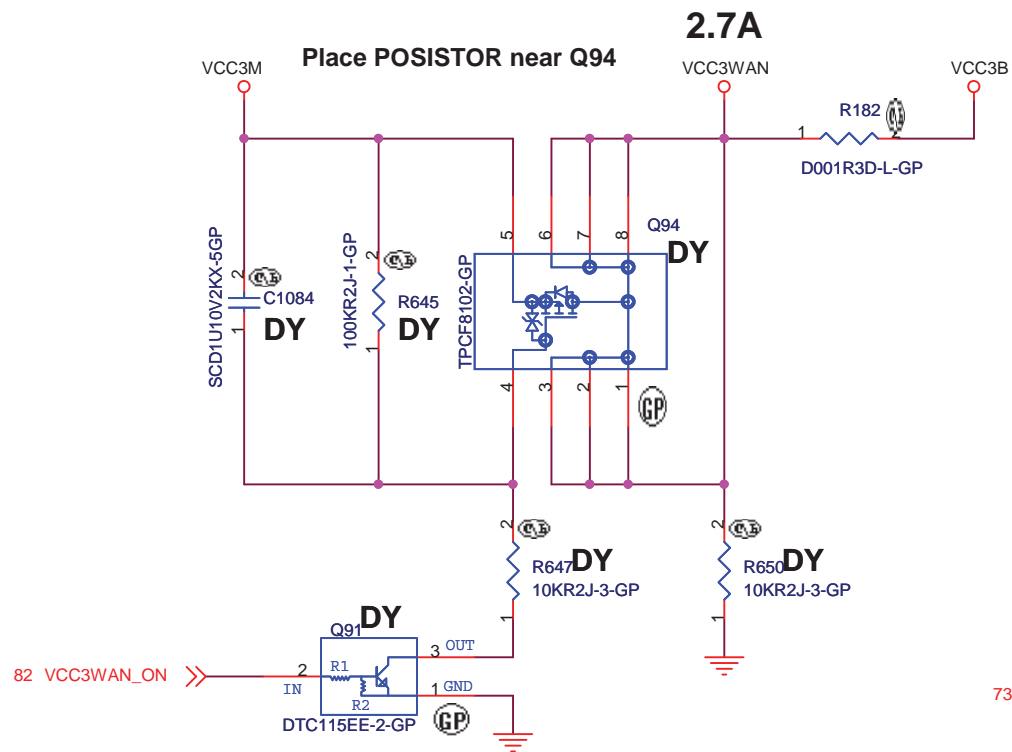 2.7A
Place POSISTOR near Q94
VCC3M
VCC3WAN
VCC3B
R182
1
2
D001R3D-L-GP
5
6
7
8
Q94
DY
TPCF8102-GP
2
C1084
DY
1
SCD1U10V2KX-5GP
2
R645
DY
1
100KR2J-1-GP
4
3
2
1
GP
2
R647
DY
10KR2J-3-GP
1
2
R650
DY
10KR2J-3-GP
1
Q91
DY
3
OUT
82 VCC3WAN_ON
2
IN
R1
R2
1
GND
DTC115EE-2-GP
GP
73